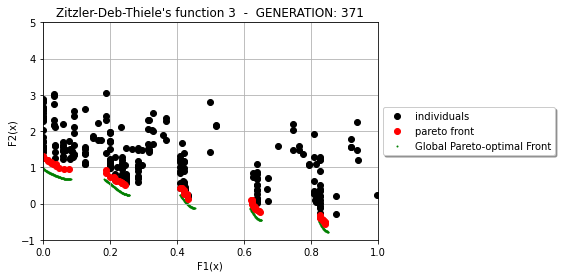 Zitzler-Deb-Thiele's function 3 - GENERATION: 371
5
4
3
2
1
0
−1
F2(x)
0.0 0.2 0.4 0.6 0.8 1.0
F1(x)
individuals
pareto front
Global Pareto-optimal Front